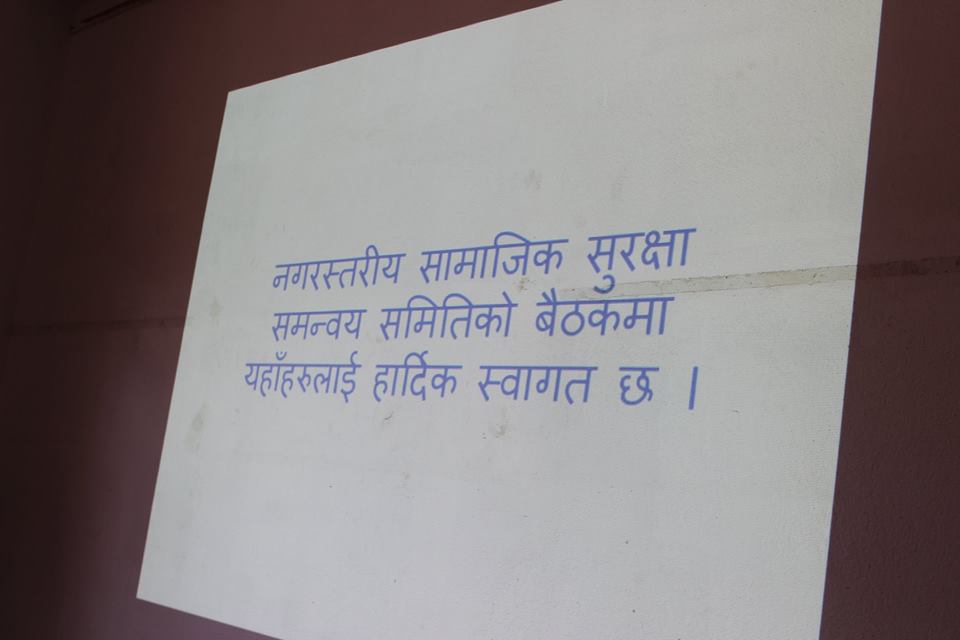 नगरस्तरीय सामाजिक सुरक्षा
समन्वय समितिको बैठकमा
यहाँहरुलाई हार्दिक स्वागत छ ।